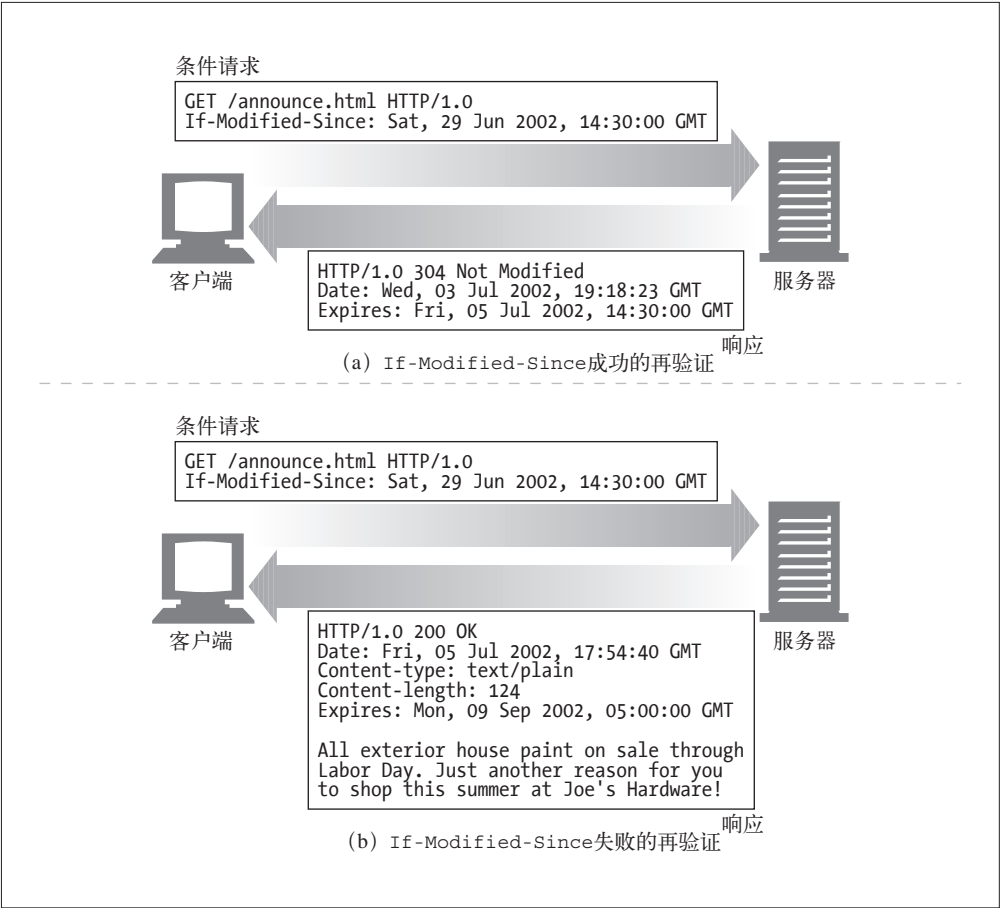 条件请求
GET /announce.html HTTP/1.0
If-Modified-Since: Sat, 29 Jun 2002, 14:30:00 GMT
客户端
服务器
HTTP/1.0 304 Not Modified
Date: Wed, 03 Jul 2002, 19:18:23 GMT
Expires: Fri, 05 Jul 2002, 14:30:00 GMT
响应
（a）If-Modified-Since成功的再验证
条件请求
GET /announce.html HTTP/1.0
If-Modified-Since: Sat, 29 Jun 2002, 14:30:00 GMT
客户端
服务器
HTTP/1.0 200 OK
Date: Fri, 05 Jul 2002, 17:54:40 GMT
Content-type: text/plain
Content-length: 124
Expires: Mon, 09 Sep 2002, 05:00:00 GMT
All exterior house paint on sale through
Labor Day. Just another reason for you
to shop this summer at Joe's Hardware!
响应
（b）If-Modified-Since失败的再验证